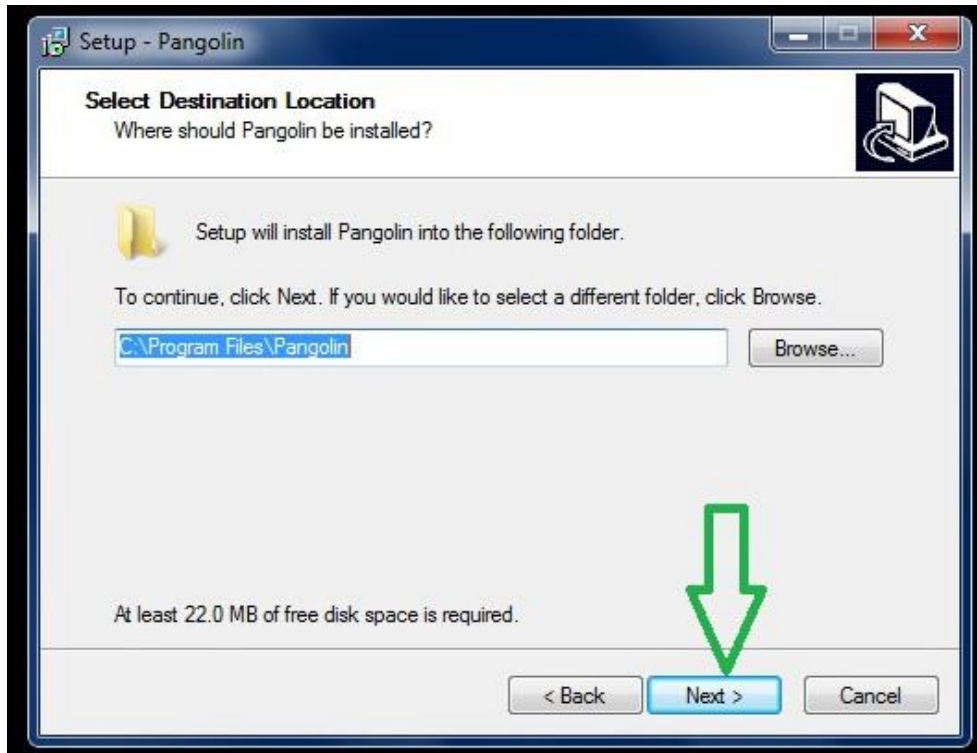 Setup - Pangolin
Select Destination Location
Where should Pangolin be installed?
Setup will install Pangolin into the following folder.
To continue, click Next. If you would like to select a different folder, click Browse.
C:\Program Files\Pangolin
Browse...
At least 22.0 MB of free disk space is required.
< Back
Next >
Cancel